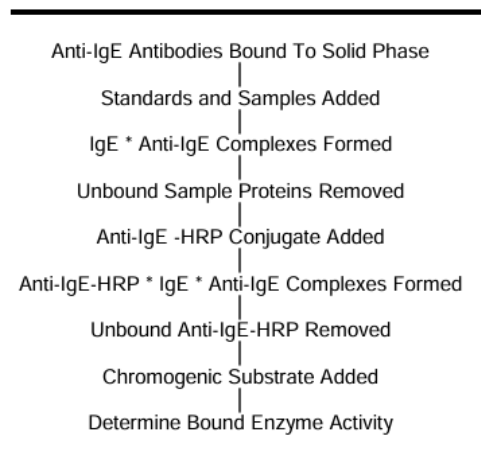 Anti-IgE Antibodies Bound To Solid Phase
Standards and Samples Added
IgE * Anti-IgE Complexes Formed
Unbound Sample Proteins Removed
Anti-IgE -HRP Conjugate Added
Anti-IgE-HRP * IgE * Anti-IgE Complexes Formed
Unbound Anti-IgE-HRP Removed
Chromogenic Substrate Added
Determine Bound Enzyme Activity